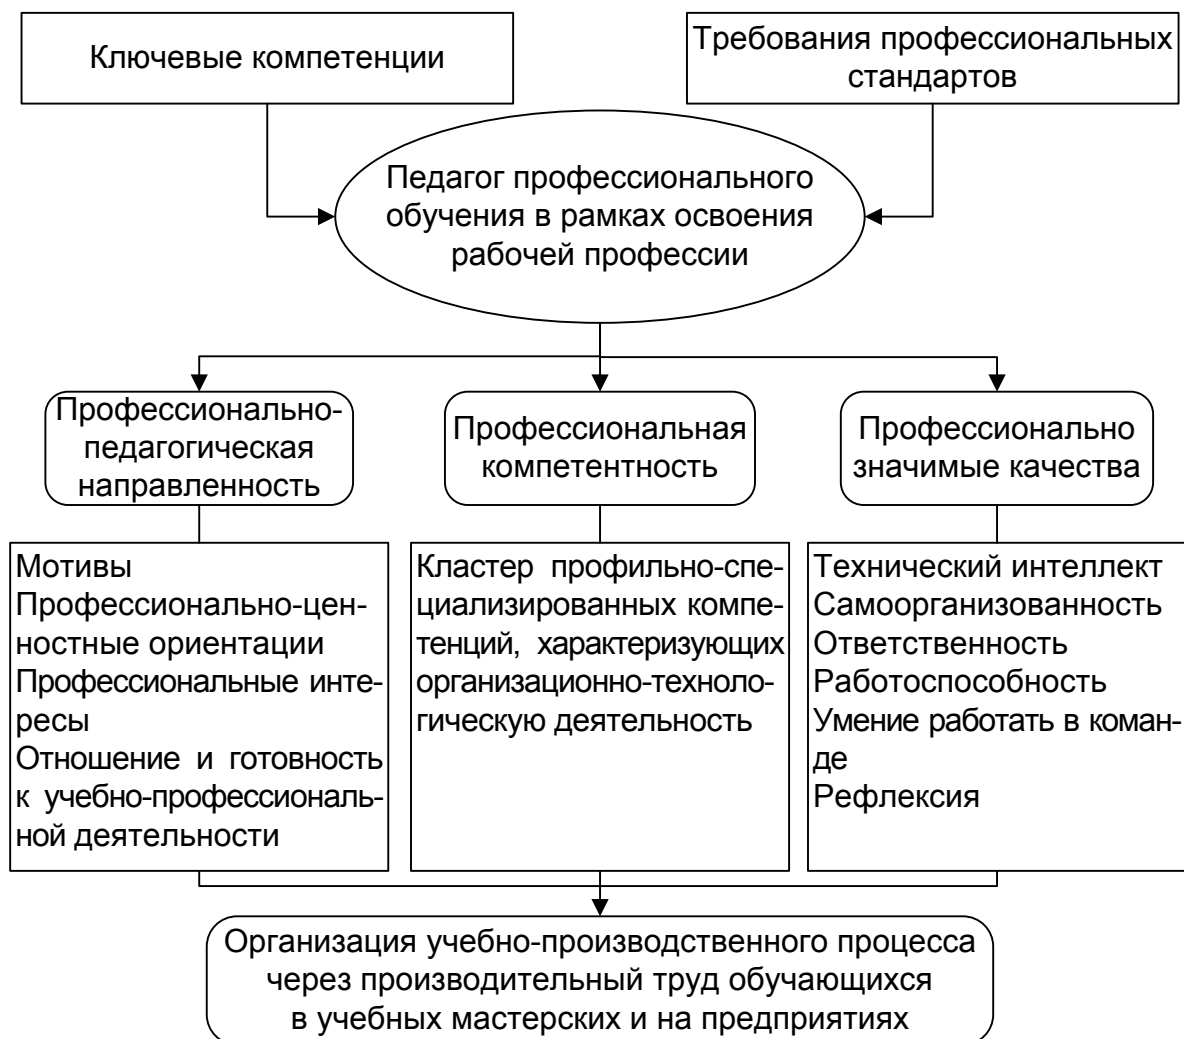 Ключевые компетенции
Требования профессиональных
стандартов
Педагог профессионального
обучения в рамках освоения
рабочей профессии
Профессионально-
педагогическая
направленность
Профессиональная
компетентность
Профессионально
значимые качества
Мотивы
Профессионально-цен-
ностные ориентации
Профессиональные инте-
ресы
Отношение и готовность
к учебно-профессиональ-
ной деятельности
Кластер профильно-спе-
циализированных компе-
тенций, характеризующих
организационно-техноло-
гическую деятельность
Технический интеллект
Самоорганизованность
Ответственность
Работоспособность
Умение работать в коман-
де
Рефлексия
Организация учебно-производственного процесса
через производительный труд обучающихся
в учебных мастерских и на предприятиях